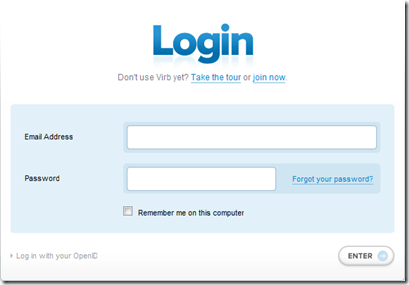 Login
Don't use Virb yet? Take the tour or join now.
Email Address
Password
Forgot your password?
Remember me on this computer
Log in with your OpenID
ENTER